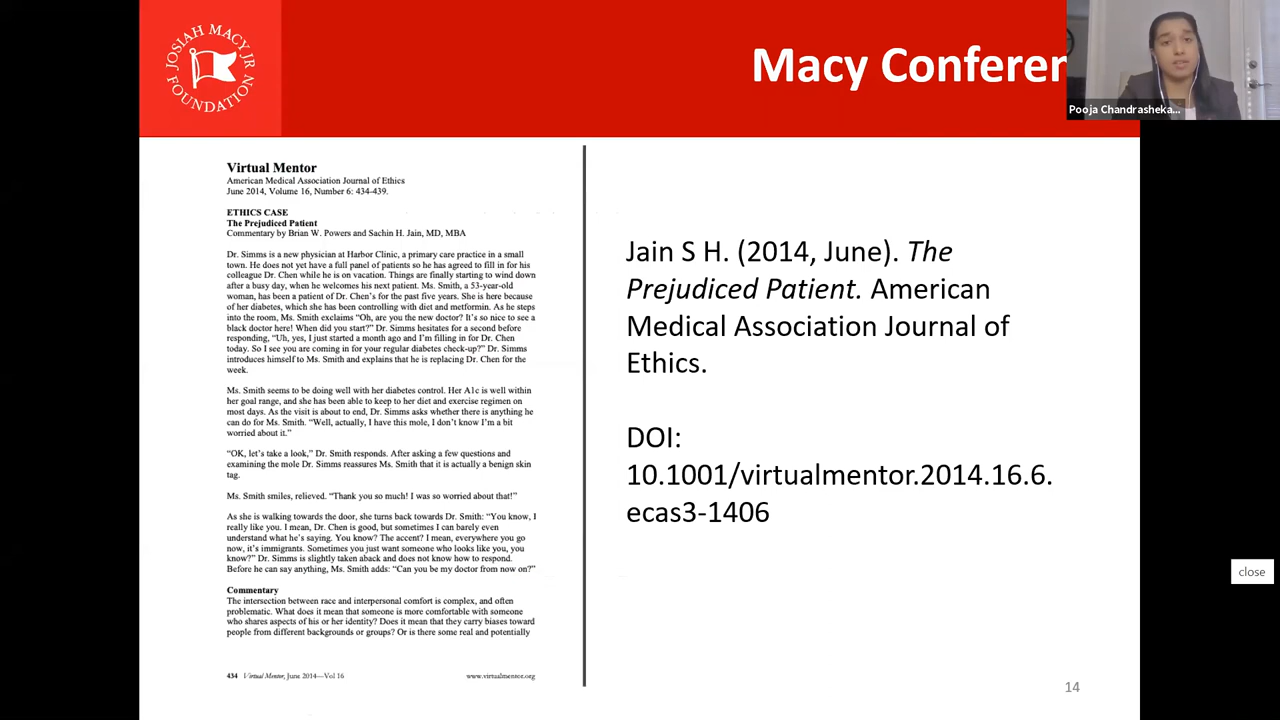 JOSIAH MACY JR
FOUNDATION
Macy Conferen
Pooja Chandrasheka...
Virtual Mentor
American Medical Association Journal of Ethics
June 2014, Volume 16, Number 6: 434-439.
ETHICS CASE
The Prejudiced Patient
Commentary by Brian W. Powers and Sachin H. Jain, MD, MBA
Dr. Simms is a new physician at Harbor Clinic, a primary care practice in a small
town. He does not yet have a full panel of patients so he has agreed to fill in for his
colleague Dr. Chen while he is on vacation. Things are finally starting to wind down
after a busy day, when he welcomes his next patient. Ms. Smith, a 53-year-old
woman, has been a patient of Dr. Chen's for the past five years. She is here because
of her diabetes, which she has been controlling with diet and metformin. As he steps
into the room, Ms. Smith exclaims "Oh, are you the new doctor? It's so nice to see a
black doctor here! When did you start?" Dr. Simms hesitates for a second before
responding, "Uh, yes, I just started a month ago and I'm filling in for Dr. Chen
today. So I see you are coming in for your regular diabetes check-up?" Dr. Simms
introduces himself to Ms. Smith and explains that he is replacing Dr. Chen for the
week.
Ms. Smith seems to be doing well with her diabetes control. Her A1c is well within
her goal range, and she has been able to keep to her diet and exercise regimen on
most days. As the visit is about to end, Dr. Simms asks whether there is anything he
can do for Ms. Smith. "Well, actually, I have this mole, I don't know I'm a bit
worried about it."
"OK, let's take a look," Dr. Smith responds. After asking a few questions and
examining the mole Dr. Simms reassures Ms. Smith that it is actually a benign skin
tag.
Ms. Smith smiles, relieved. "Thank you so much! I was so worried about that!"
As she is walking towards the door, she turns back towards Dr. Smith: "You know, I
really like you. I mean, Dr. Chen is good, but sometimes I can barely even
understand what he's saying. You know? The accent? I mean, everywhere you go
now, it's immigrants. Sometimes you just want someone who looks like you, you
know?" Dr. Simms is slightly taken aback and does not know how to respond.
Before he can say anything, Ms. Smith adds: "Can you be my doctor from now on?"
Commentary
The intersection between race and interpersonal comfort is complex, and often
problematic. What does it mean that someone is more comfortable with someone
who shares aspects of his or her identity? Does it mean that they carry biases toward
people from different backgrounds or groups? Or is there some real and potentially
434 Virtual Mentor, June 2014—Vol 16 www.virtualmentor.org
Jain S H. (2014, June). The
Prejudiced Patient. American
Medical Association Journal of
Ethics.
DOI:
10.1001/virtualmentor.2014.16.6.
ecas3-1406
close
14